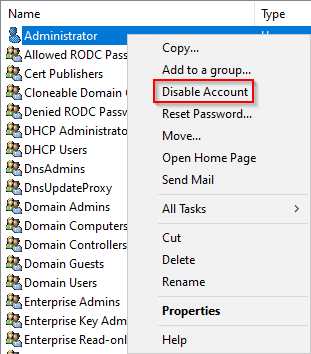 Name
Type
Administrator
Allowed RODC Pass
Cert Publishers
Cloneable Domain C
Denied RODC Passw
DHCP Administrato
DHCP Users
DnsAdmins
DnsUpdateProxy
Domain Admins
Domain Computers
Domain Controllers
Domain Guests
Domain Users
Enterprise Admins
Enterprise Key Adm
Enterprise Read-onl
Copy...
Add to a group...
Disable Account
Reset Password...
Move...
Open Home Page
Send Mail
All Tasks
Cut
Delete
Rename
Properties
Help